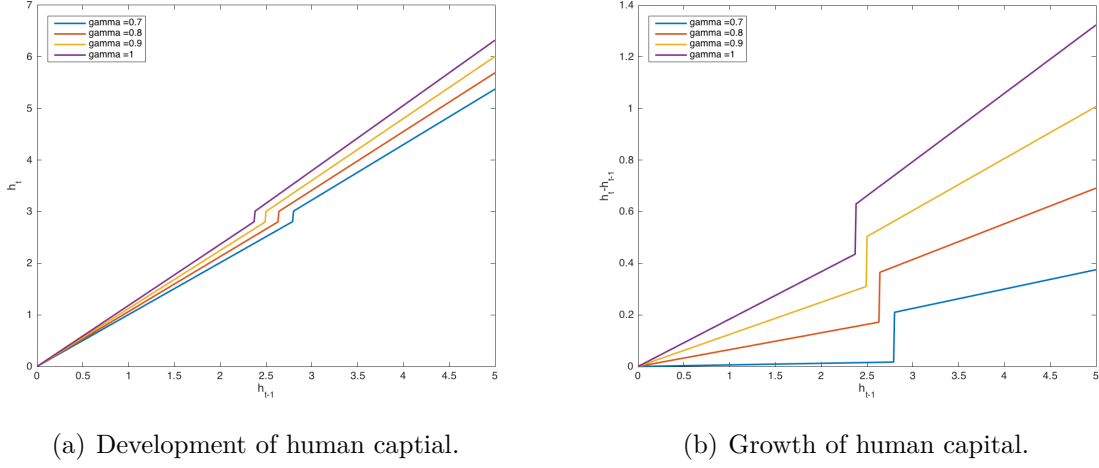 7
6
5
4
3
2
1
0
h_t
gamma =0.7
gamma =0.8
gamma =0.9
gamma =1
0 0.5 1 1.5 2 2.5 3 3.5 4 4.5 5
h_{t-1}
(a) Development of human captial.
1.4
1.2
1
0.8
0.6
0.4
0.2
0
h_t-h_{t-1}
gamma =0.7
gamma =0.8
gamma =0.9
gamma =1
0 0.5 1 1.5 2 2.5 3 3.5 4 4.5 5
h_{t-1}
(b) Growth of human capital.